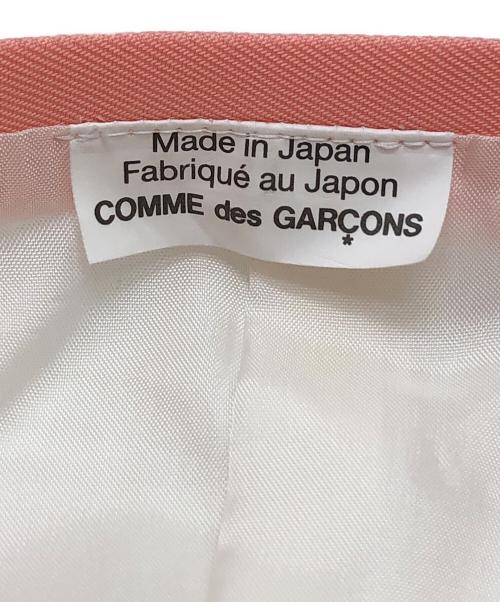 Made in Japan
Fabriqué au Japon
COMME des GARÇONS
*